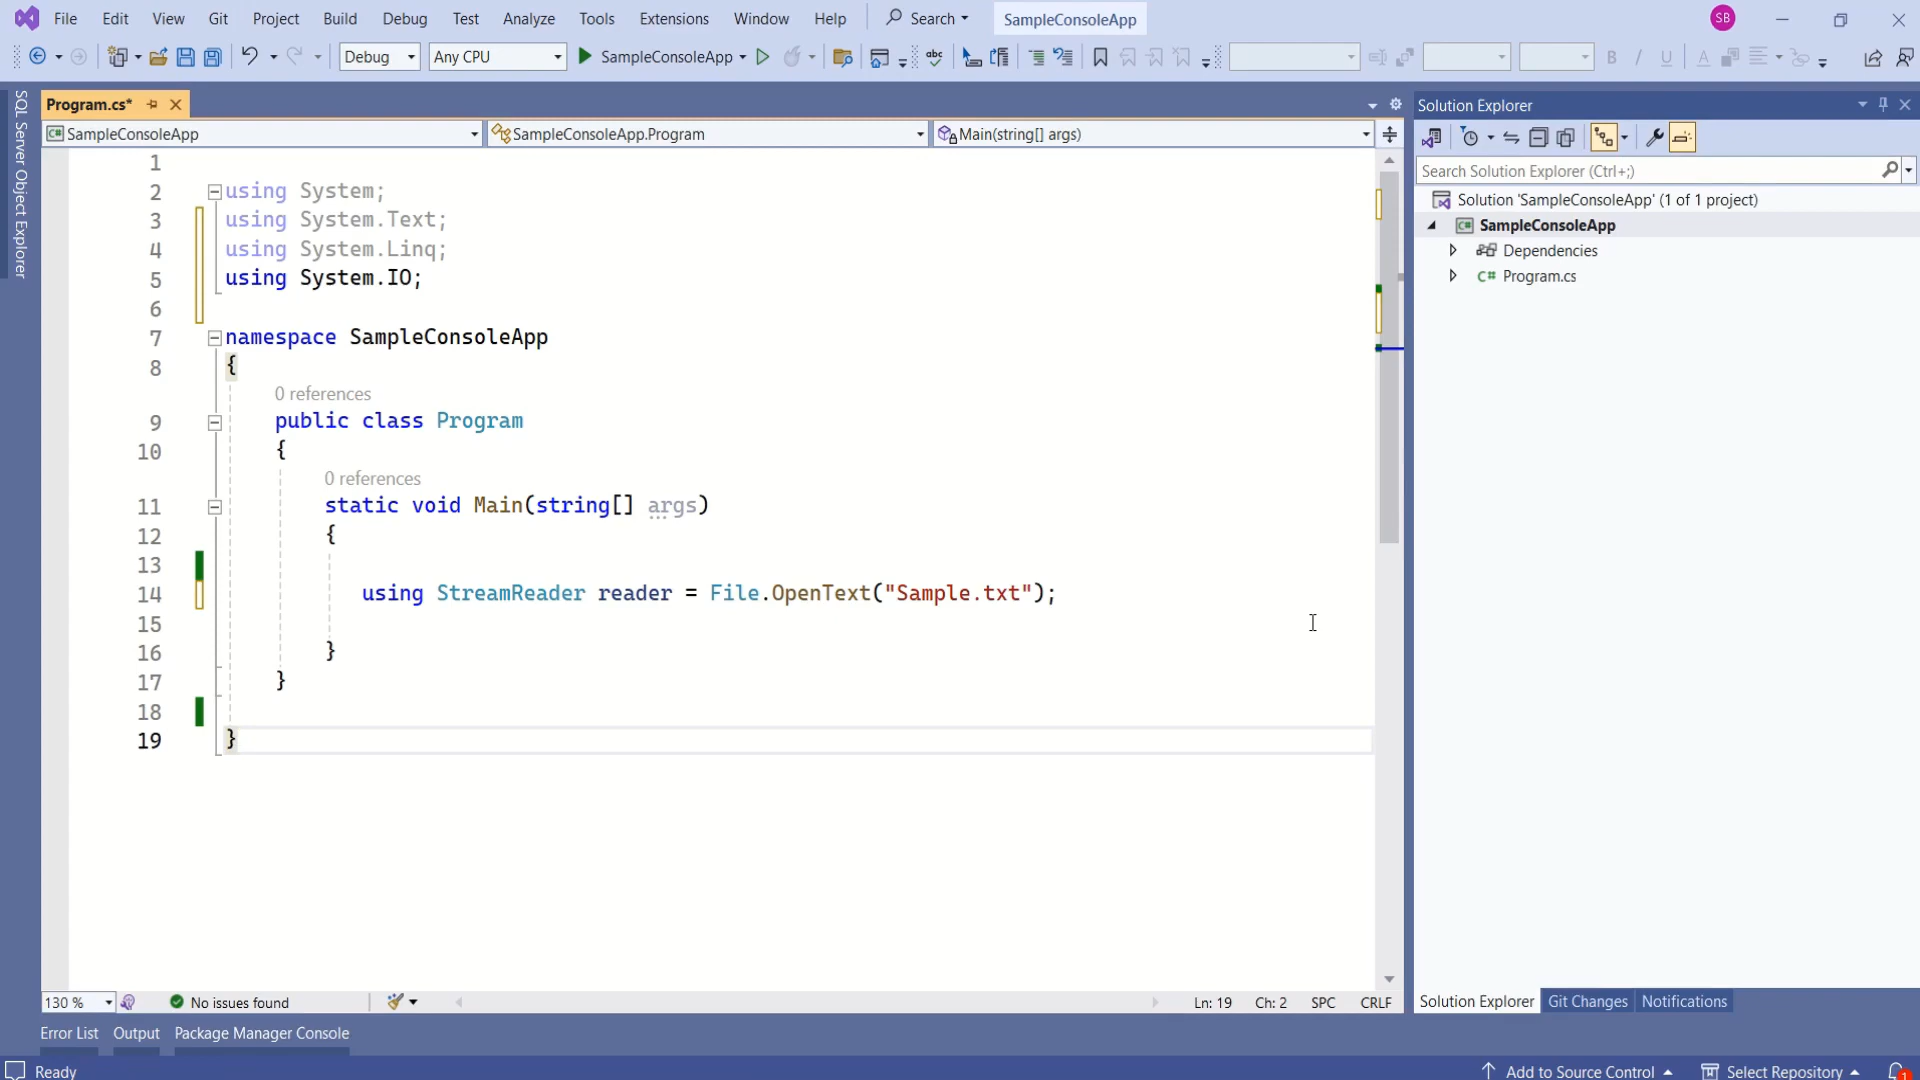 File Edit View Git Project Build Debug Test Analyze Tools Extensions Window Help Search SampleConsoleApp SB
Debug Any CPU SampleConsoleApp
SQL Server Object Explorer
Program.cs*
SampleConsoleApp SampleConsoleApp.Program Main(string[] args)
1
2 using System;
3 using System.Text;
4 using System.Linq;
5 using System.IO;
6
7 namespace SampleConsoleApp
8 {
0 references
9 public class Program
10 {
0 references
11 static void Main(string[] args)
12 {
13
14 using StreamReader reader = File.OpenText("Sample.txt");
15
16 }
17 }
18
19 }
130 % No issues found Ln: 19 Ch: 2 SPC CRLF
Solution Explorer
Search Solution Explorer (Ctrl+;)
Solution 'SampleConsoleApp' (1 of 1 project)
SampleConsoleApp
Dependencies
C# Program.cs
Solution Explorer Git Changes Notifications
Error List Output Package Manager Console
Ready Add to Source Control Select Repository 1